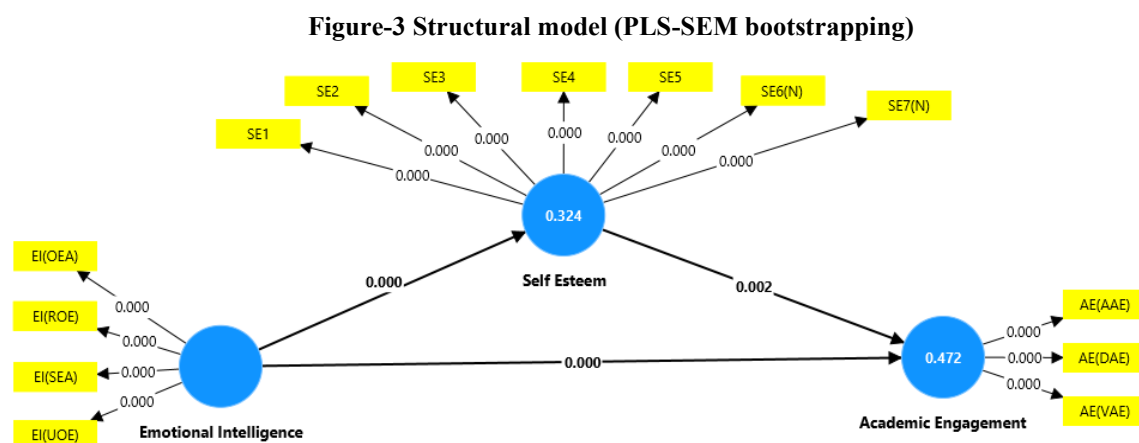 Figure-3 Structural model (PLS-SEM bootstrapping)
SE1
SE2
SE3
SE4
SE5
SE6(N)
SE7(N)
0.000
0.000
0.000
0.000
0.000
0.000
0.000
0.324
Self Esteem
0.000
0.002
EI(OEA)
EI(ROE)
EI(SEA)
EI(UOE)
0.000
0.000
0.000
0.000
Emotional Intelligence
0.000
0.472
Academic Engagement
0.000
0.000
0.000
AE(AAE)
AE(DAE)
AE(VAE)